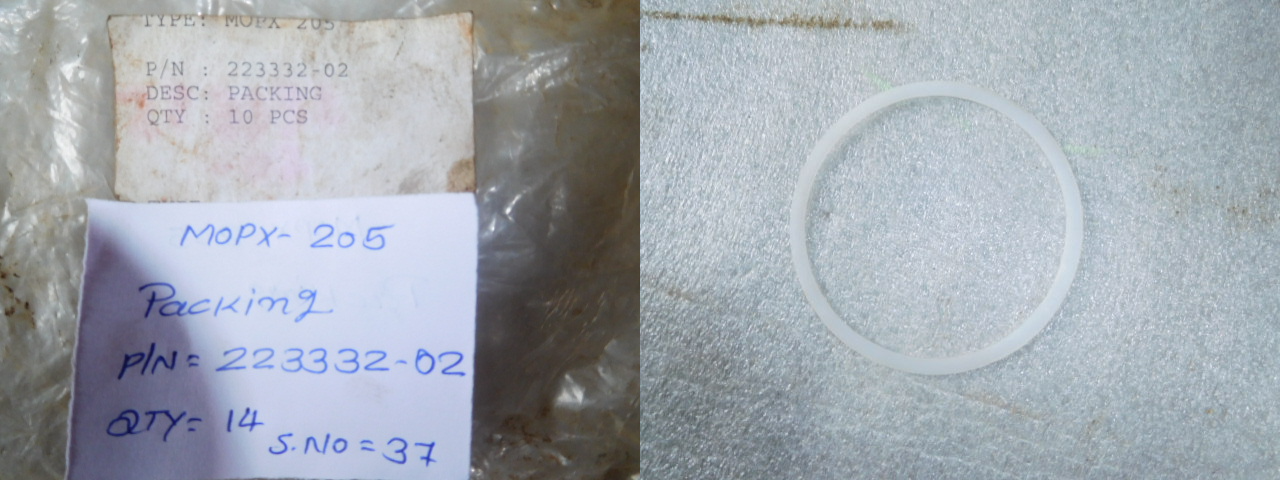 TYPE: MOPX 205
P/N : 223332-02
DESC: PACKING
QTY : 10 PCS
MOPX- 205
Packing
P/N = 223332-02
QTY = 14
S.NO = 37